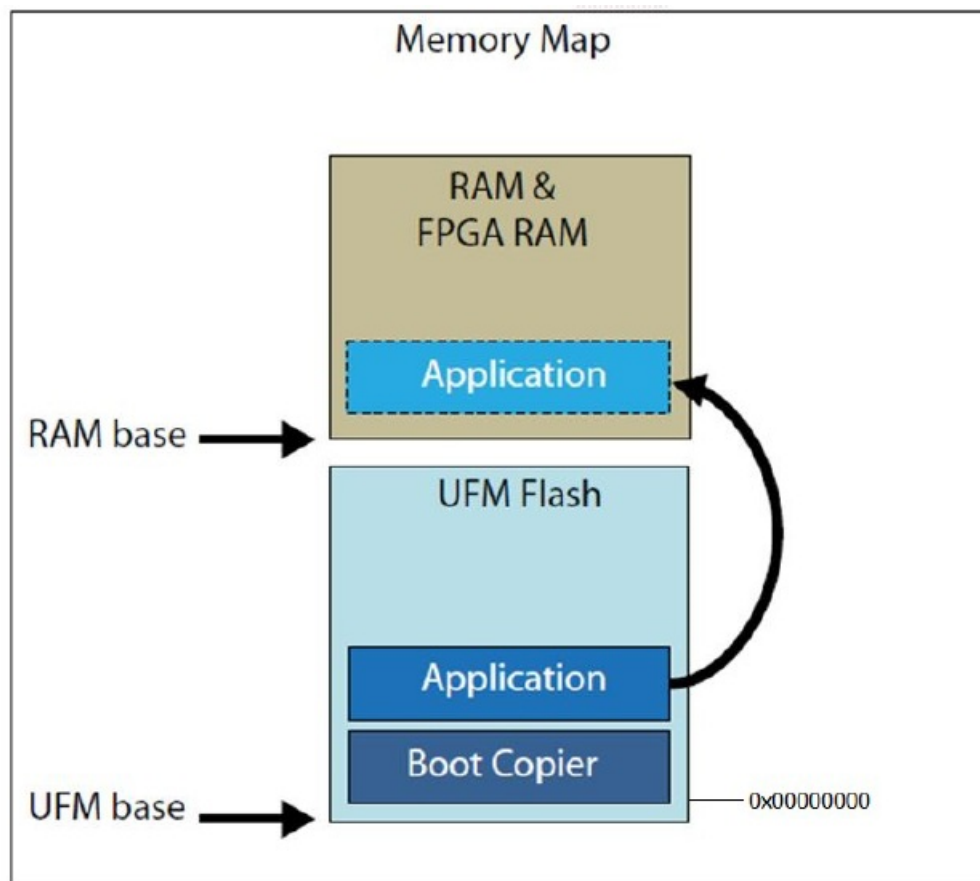 Memory Map
RAM &
FPGA RAM
Application
RAM base
UFM Flash
Application
Boot Copier
0x00000000
UFM base